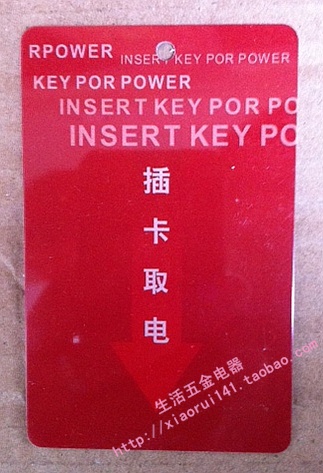 RPOWER INSERT KEY POR POWER
KEY POR POWER
INSERT KEY POR PO
INSERT KEY PO
插
卡
取
电
生活五金电器
http://xiaorui141.taobao.com